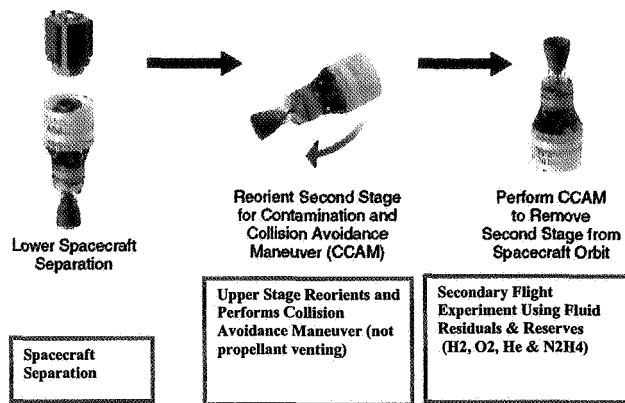 Lower Spacecraft
Separation
Reorient Second Stage
for Contamination and
Collision Avoidance
Maneuver (CCAM)
Perform CCAM
to Remove
Second Stage from
Spacecraft Orbit
Spacecraft
Separation
Upper Stage Reorients and
Performs Collision
Avoidance Maneuver (not
propellant venting)
Secondary Flight
Experiment Using Fluid
Residuals & Reserves
(H2, O2, He & N2H4)